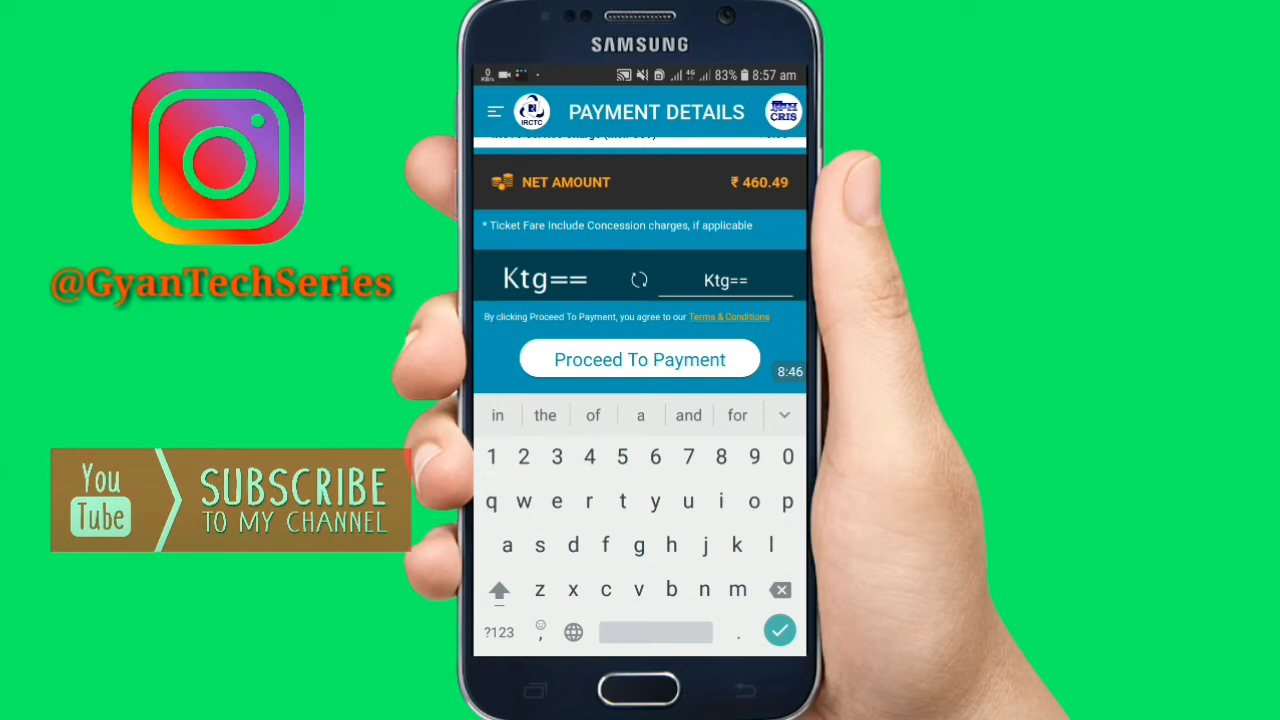 SAMSUNG
0
KB/s
4G
83%
8:57 am
IRCTC
PAYMENT DETAILS
CRIS
NET AMOUNT
₹ 460.49
* Ticket Fare Include Concession charges, if applicable
Ktg==
Ktg==
By clicking Proceed To Payment, you agree to our Terms & Conditions
Proceed To Payment
8:46
in the of a and for
1 2 3 4 5 6 7 8 9 0
q w e r t y u i o p
a s d f g h j k l
z x c v b n m
?123 , .
@GyanTechSeries
You
Tube
SUBSCRIBE
TO MY CHANNEL